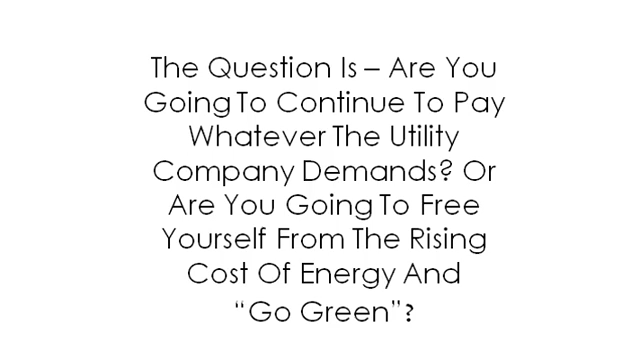 The Question Is – Are You
Going To Continue To Pay
Whatever The Utility
Company Demands? Or
Are You Going To Free
Yourself From The Rising
Cost Of Energy And
“Go Green”?